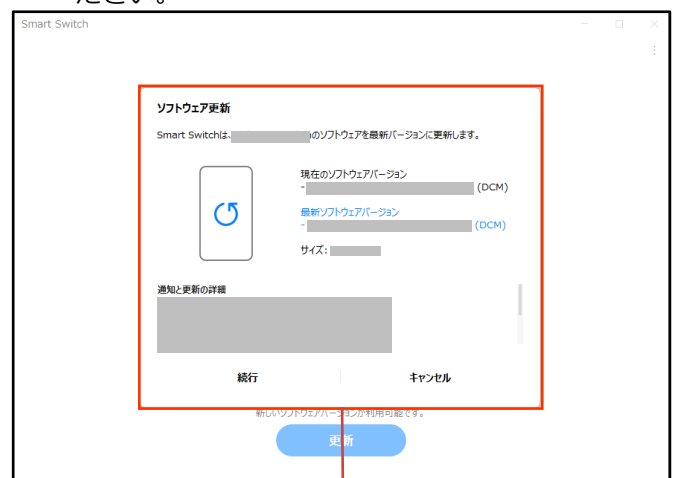 ださい。
Smart Switch
ソフトウェア更新
Smart Switchは、のソフトウェアを最新バージョンに更新します。
現在のソフトウェアバージョン
- (DCM)
最新ソフトウェアバージョン
- (DCM)
サイズ:
通知と更新の詳細
続行 キャンセル
新しいソフトウェアバージョンが利用可能です。
更新